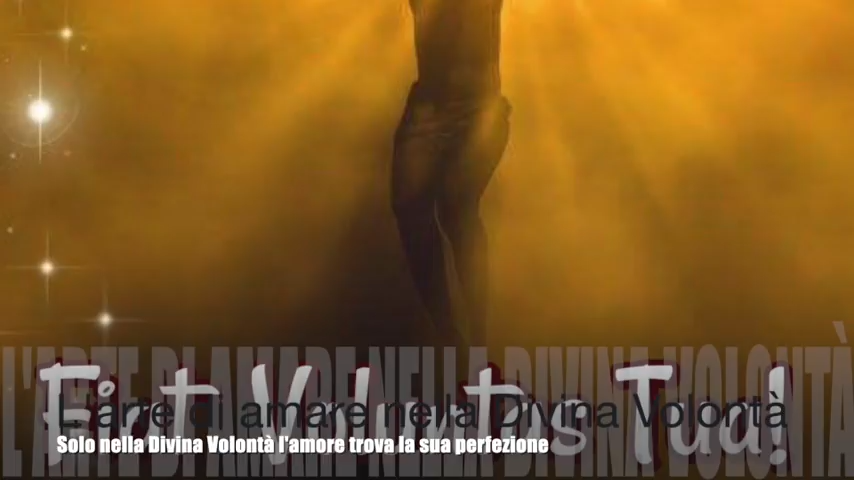 L'ARTE DI AMARE NELLA DIVINA VOLONTÀ
Fiat Voluntas Tua!
L'arte di amare nella Divina Volontà
Solo nella Divina Volontà l'amore trova la sua perfezione